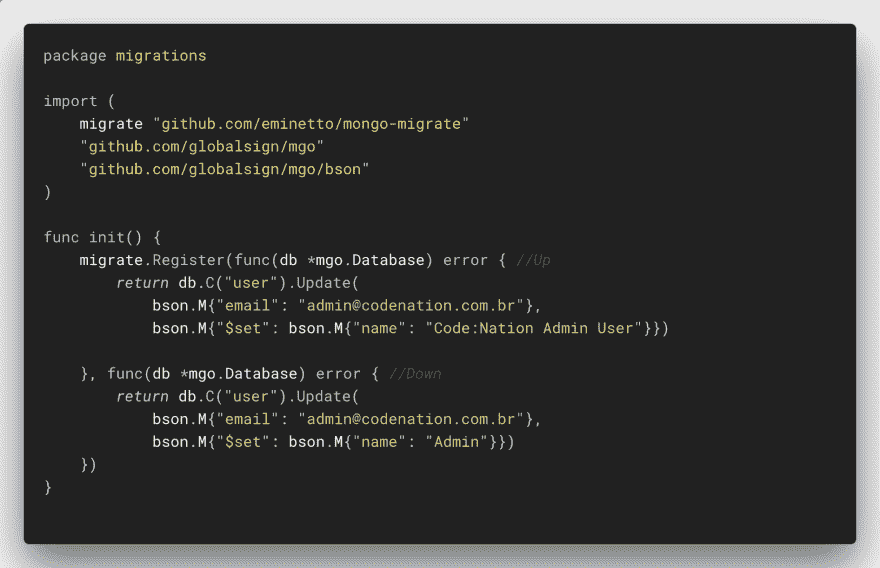 package migrations
import (
migrate "github.com/eminetto/mongo-migrate"
"github.com/globalsign/mgo"
"github.com/globalsign/mgo/bson"
)
func init() {
migrate.Register(func(db *mgo.Database) error { //Up
return db.C("user").Update(
bson.M{"email": "admin@codenation.com.br"},
bson.M{"$set": bson.M{"name": "Code:Nation Admin User"}})
}, func(db *mgo.Database) error { //Down
return db.C("user").Update(
bson.M{"email": "admin@codenation.com.br"},
bson.M{"$set": bson.M{"name": "Admin"}})
})
}